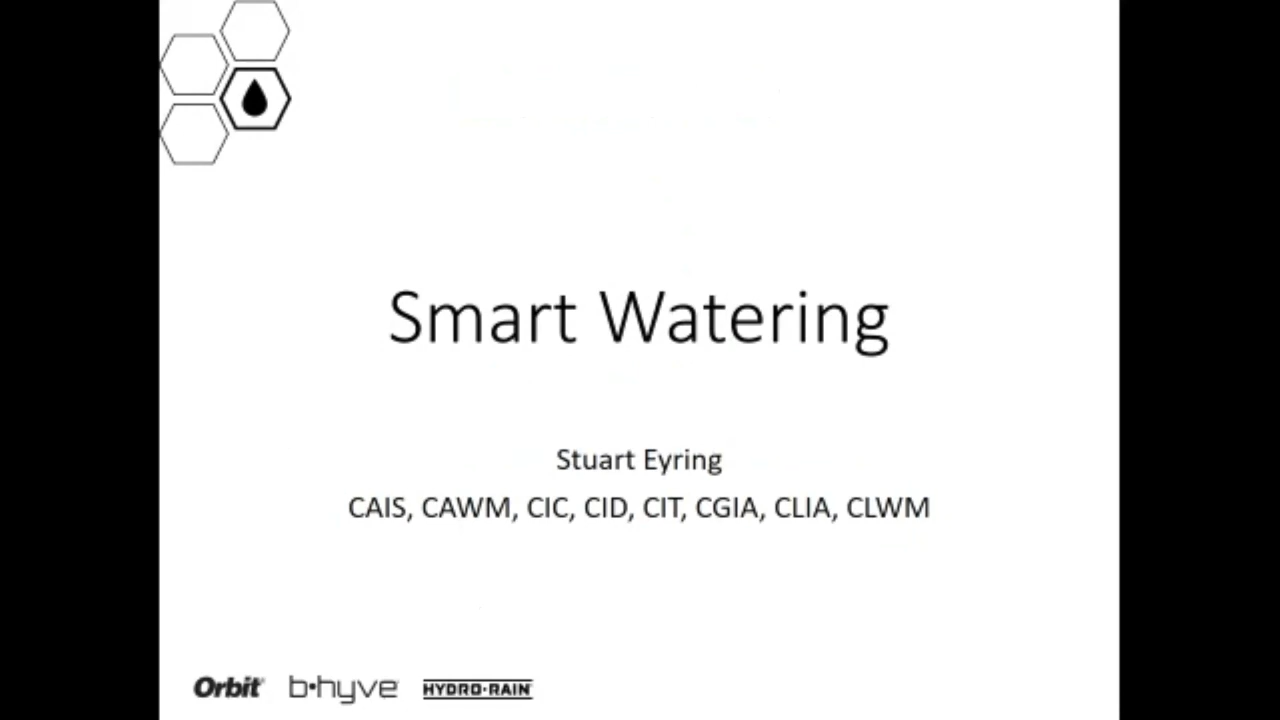 Smart Watering
Stuart Eyring
CAIS, CAWM, CIC, CID, CIT, CGIA, CLIA, CLWM
Orbit b•hyve HYDRO•RAIN